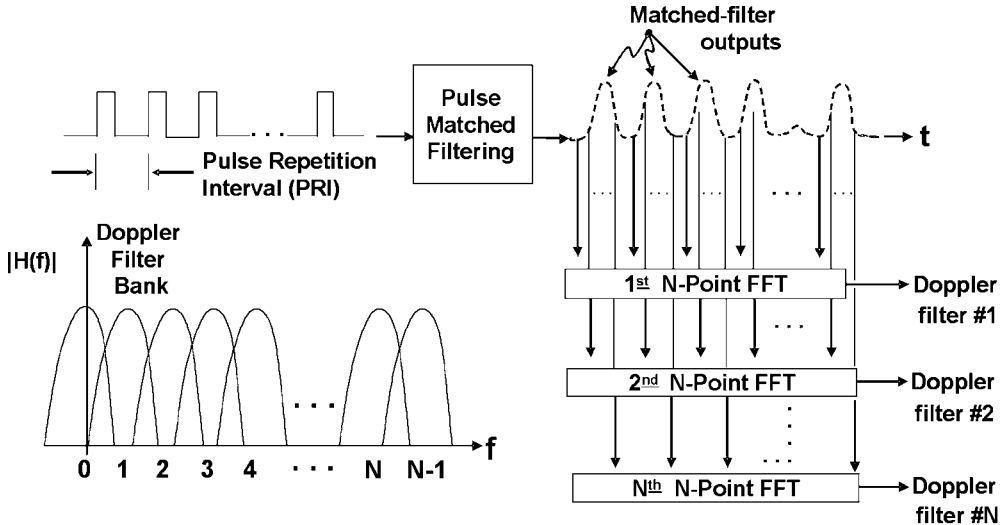 Matched-filter
outputs
Pulse
Matched
Filtering
t
Pulse Repetition
Interval (PRI)
Doppler
Filter
Bank
|H(f)|
f
0 1 2 3 4 .... N N-1
1st N-Point FFT
Doppler
filter #1
2nd N-Point FFT
Doppler
filter #2
Nth N-Point FFT
Doppler
filter #N